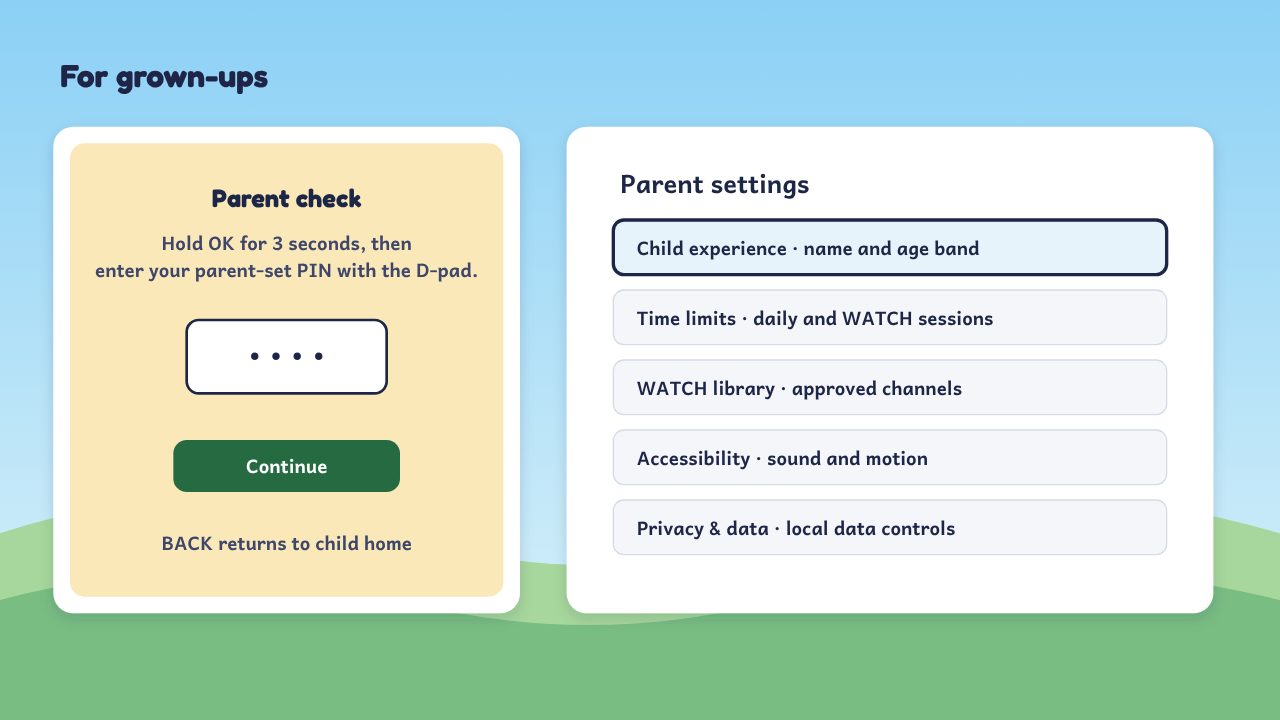 For grown-ups
Parent check
Hold OK for 3 seconds, then
enter your parent-set PIN with the D-pad.
• • • •
Continue
BACK returns to child home
Parent settings
Child experience · name and age band
Time limits · daily and WATCH sessions
WATCH library · approved channels
Accessibility · sound and motion
Privacy & data · local data controls